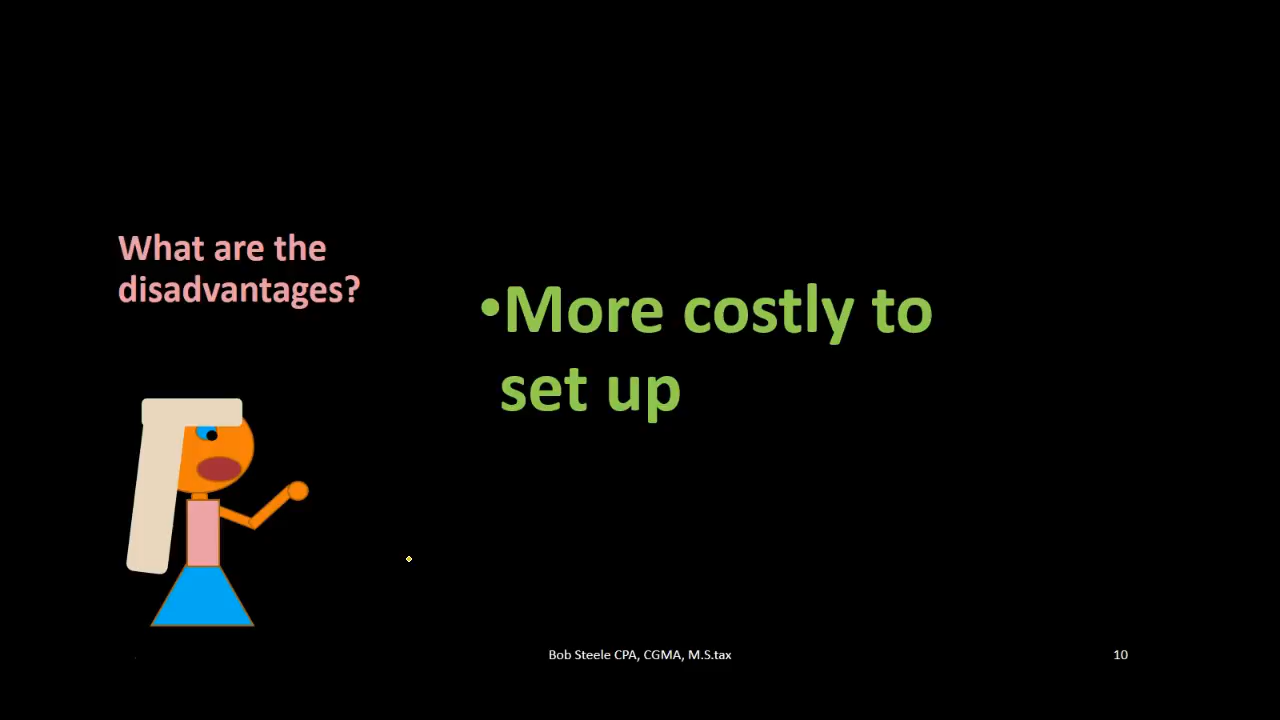 What are the
disadvantages?
•More costly to
set up
Bob Steele CPA, CGMA, M.S.tax
10